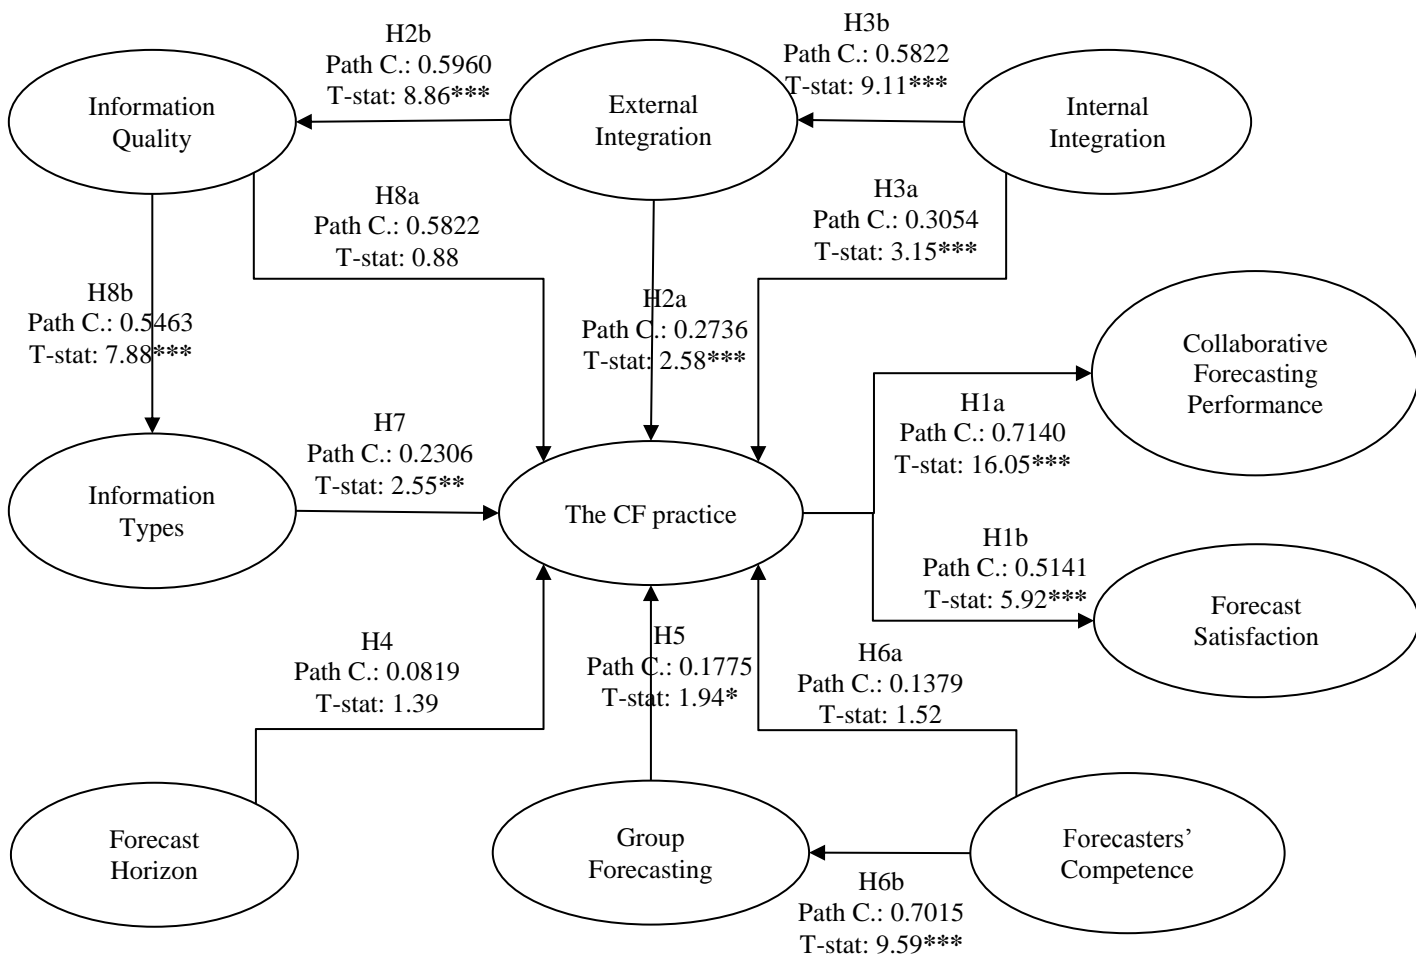 H2b
Path C.: 0.5960
T-stat: 8.86***
H3b
Path C.: 0.5822
T-stat: 9.11***
Information
Quality
External
Integration
Internal
Integration
H8a
Path C.: 0.5822
T-stat: 0.88
H3a
Path C.: 0.3054
T-stat: 3.15***
H8b
Path C.: 0.5463
T-stat: 7.88***
H2a
Path C.: 0.2736
T-stat: 2.58***
Collaborative
Forecasting
Performance
H1a
Path C.: 0.7140
T-stat: 16.05***
H7
Path C.: 0.2306
T-stat: 2.55**
Information
Types
The CF practice
H1b
Path C.: 0.5141
T-stat: 5.92***
Forecast
Satisfaction
H4
Path C.: 0.0819
T-stat: 1.39
H5
Path C.: 0.1775
T-stat: 1.94*
H6a
Path C.: 0.1379
T-stat: 1.52
Forecast
Horizon
Group
Forecasting
Forecasters’
Competence
H6b
Path C.: 0.7015
T-stat: 9.59***